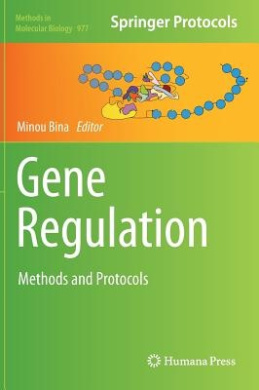 Methods in
Molecular Biology 977
Springer Protocols
Minou Bina Editor
Gene
Regulation
Methods and Protocols
Humana Press